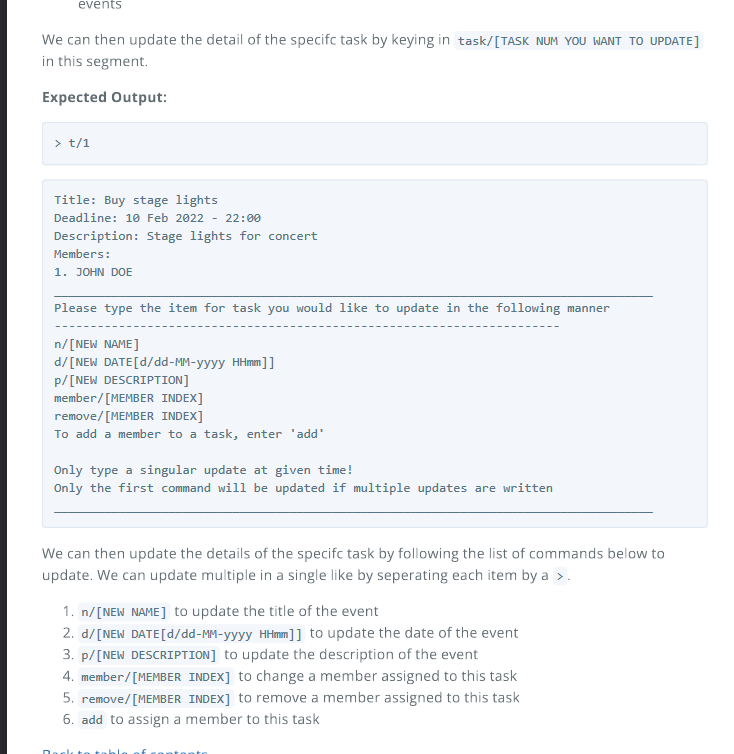 events
We can then update the detail of the specifc task by keying in task/[TASK NUM YOU WANT TO UPDATE]
in this segment.
Expected Output:
> t/1
Title: Buy stage lights
Deadline: 10 Feb 2022 - 22:00
Description: Stage lights for concert
Members:
1. JOHN DOE
___________________________________________________________________________________
Please type the item for task you would like to update in the following manner
----------------------------------------------------------------------
n/[NEW NAME]
d/[NEW DATE[d/dd-MM-yyyy HHmm]]
p/[NEW DESCRIPTION]
member/[MEMBER INDEX]
remove/[MEMBER INDEX]
To add a member to a task, enter 'add'
Only type a singular update at given time!
Only the first command will be updated if multiple updates are written
___________________________________________________________________________________
We can then update the details of the specifc task by following the list of commands below to
update. We can update multiple in a single like by seperating each item by a > .
1. n/[NEW NAME] to update the title of the event
2. d/[NEW DATE[d/dd-MM-yyyy HHmm]] to update the date of the event
3. p/[NEW DESCRIPTION] to update the description of the event
4. member/[MEMBER INDEX] to change a member assigned to this task
5. remove/[MEMBER INDEX] to remove a member assigned to this task
6. add to assign a member to this task
Back to table of contents